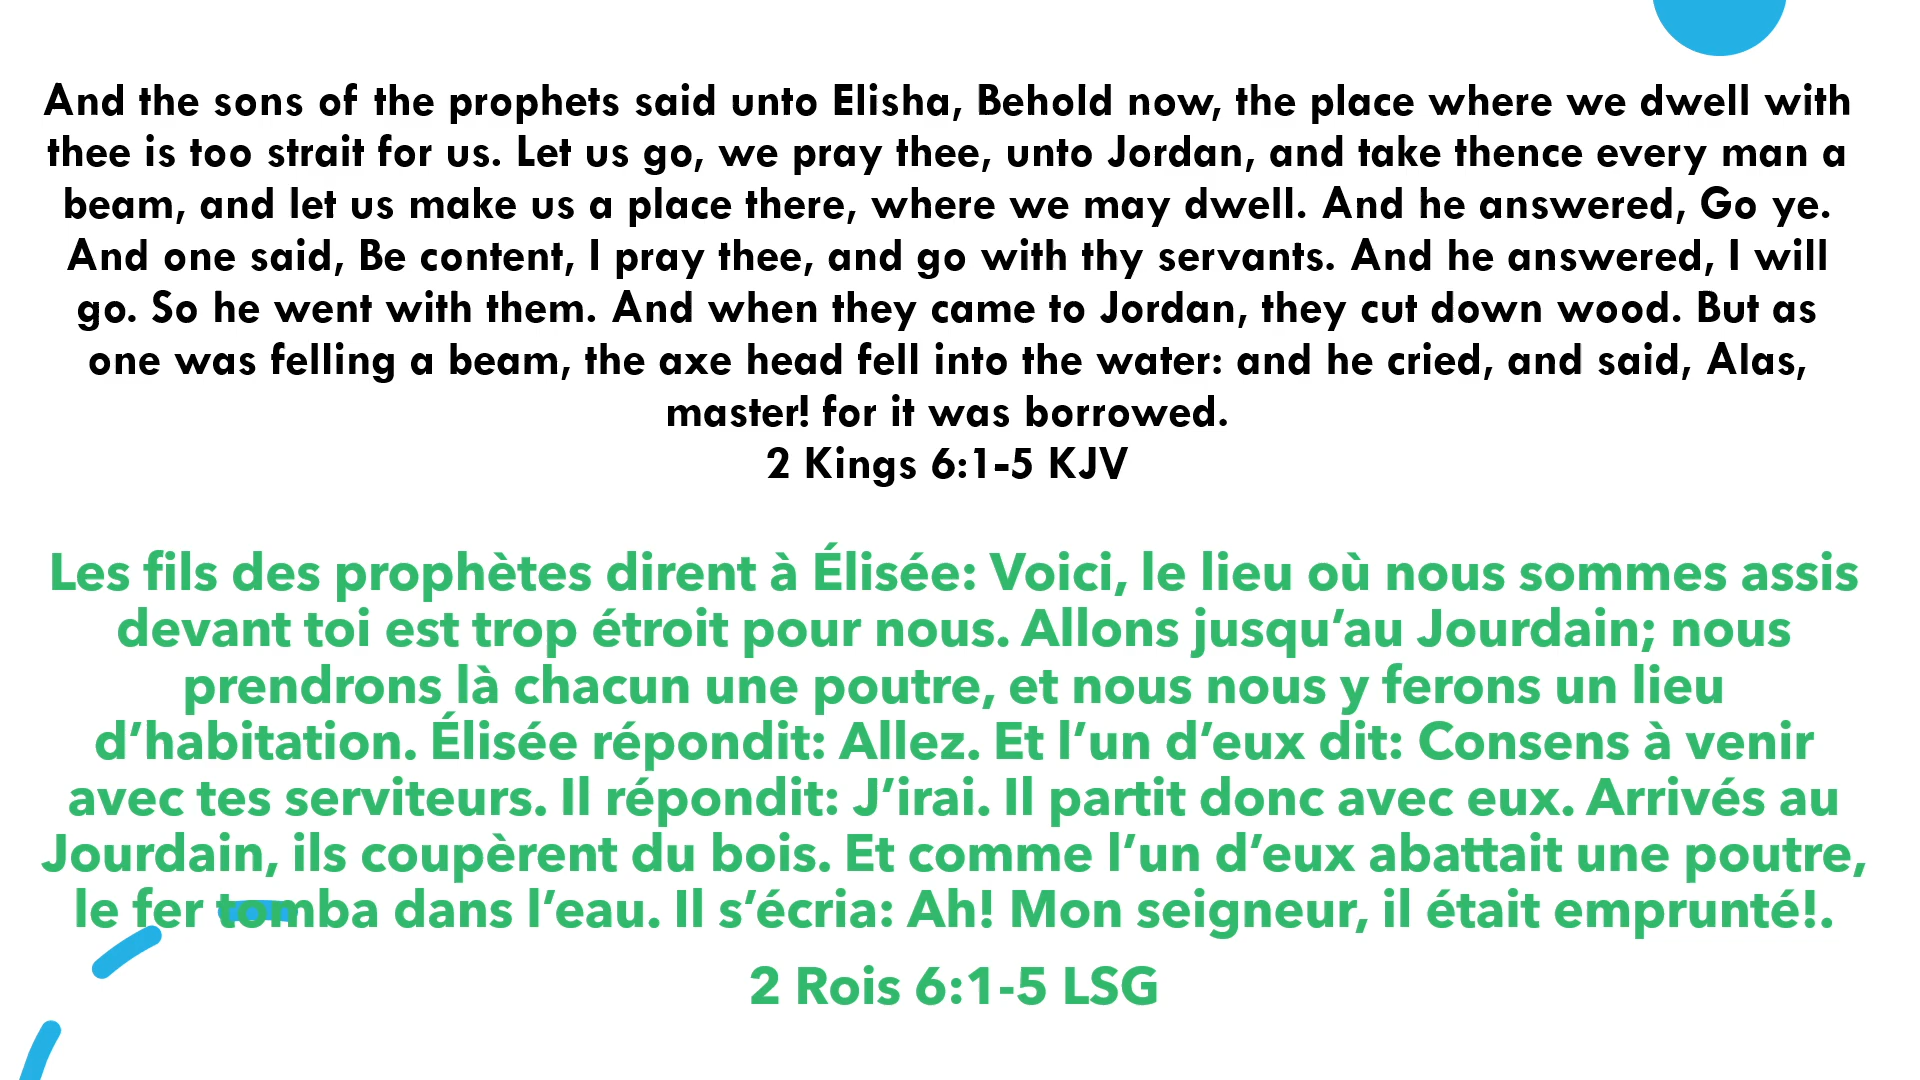 And the sons of the prophets said unto Elisha, Behold now, the place where we dwell with
thee is too strait for us. Let us go, we pray thee, unto Jordan, and take thence every man a
beam, and let us make us a place there, where we may dwell. And he answered, Go ye.
And one said, Be content, I pray thee, and go with thy servants. And he answered, I will
go. So he went with them. And when they came to Jordan, they cut down wood. But as
one was felling a beam, the axe head fell into the water: and he cried, and said, Alas,
master! for it was borrowed.
2 Kings 6:1-5 KJV
Les fils des prophètes dirent à Élisée: Voici, le lieu où nous sommes assis
devant toi est trop étroit pour nous. Allons jusqu’au Jourdain; nous
prendrons là chacun une poutre, et nous nous y ferons un lieu
d’habitation. Élisée répondit: Allez. Et l’un d’eux dit: Consens à venir
avec tes serviteurs. Il répondit: J’irai. Il partit donc avec eux. Arrivés au
Jourdain, ils coupèrent du bois. Et comme l’un d’eux abattait une poutre,
le fer tomba dans l’eau. Il s’écria: Ah! Mon seigneur, il était emprunté!.
2 Rois 6:1-5 LSG